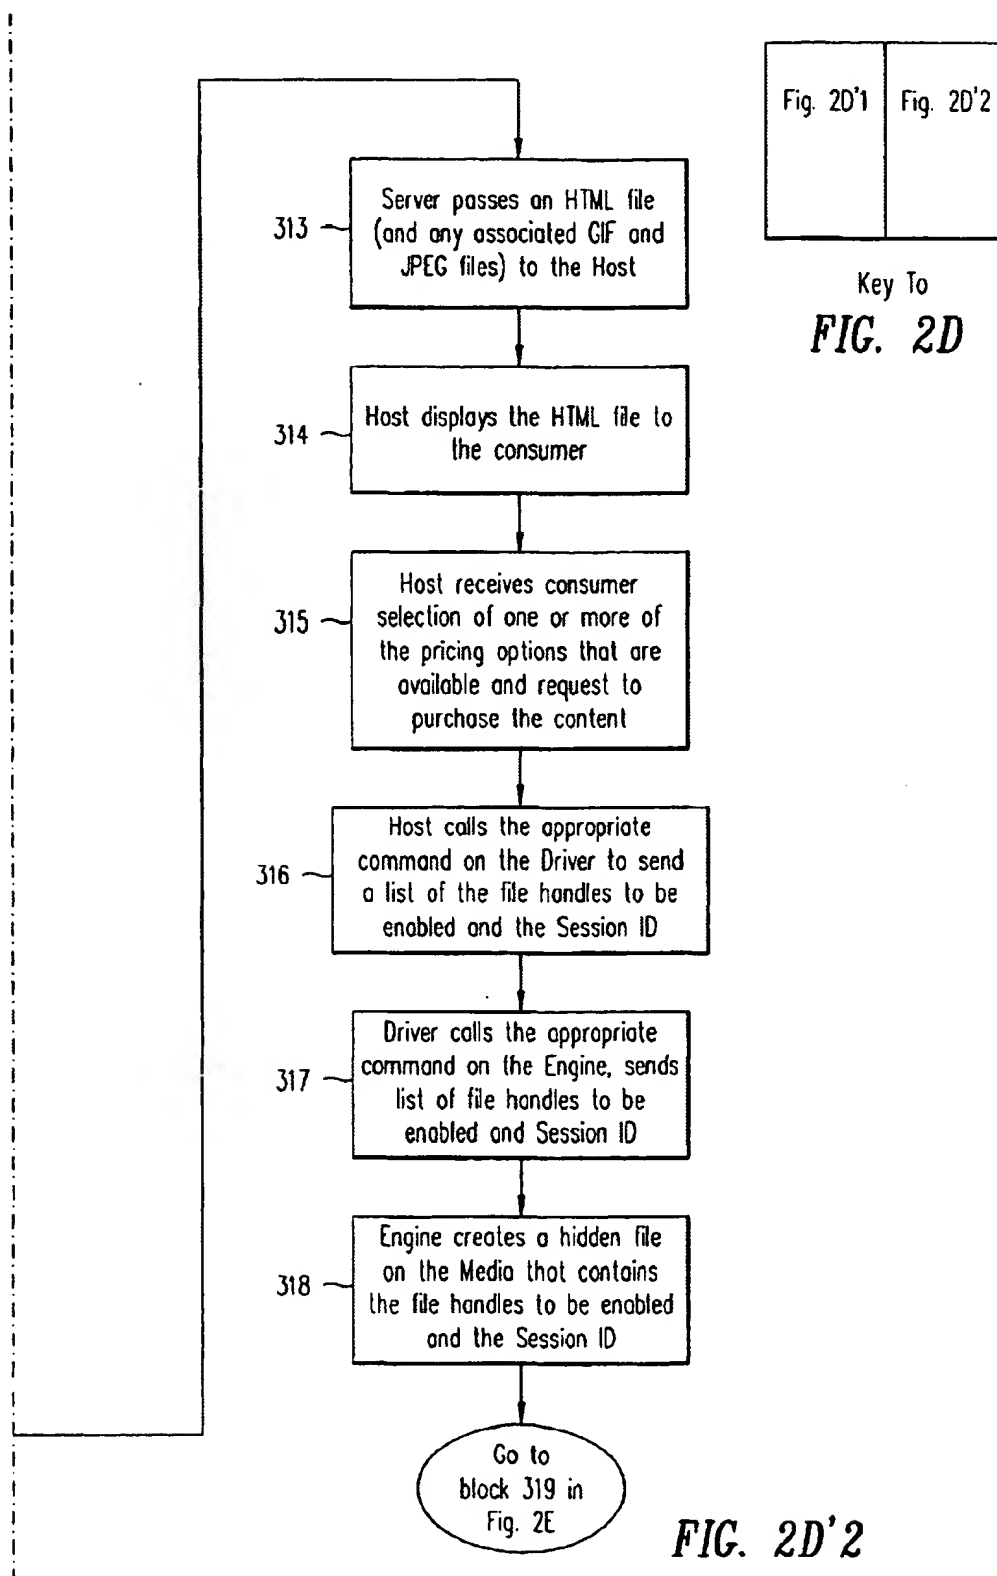 Fig. 2D'1
Fig. 2D'2
Key To
FIG. 2D
313
Server passes an HTML file
(and any associated GIF and
JPEG files) to the Host
314
Host displays the HTML file to
the consumer
315
Host receives consumer
selection of one or more of
the pricing options that are
available and request to
purchase the content
316
Host calls the appropriate
command on the Driver to send
a list of the file handles to be
enabled and the Session ID
317
Driver calls the appropriate
command on the Engine, sends
list of file handles to be
enabled and Session ID
318
Engine creates a hidden file
on the Media that contains
the file handles to be enabled
and the Session ID
Go to
block 319 in
Fig. 2E
FIG. 2D'2